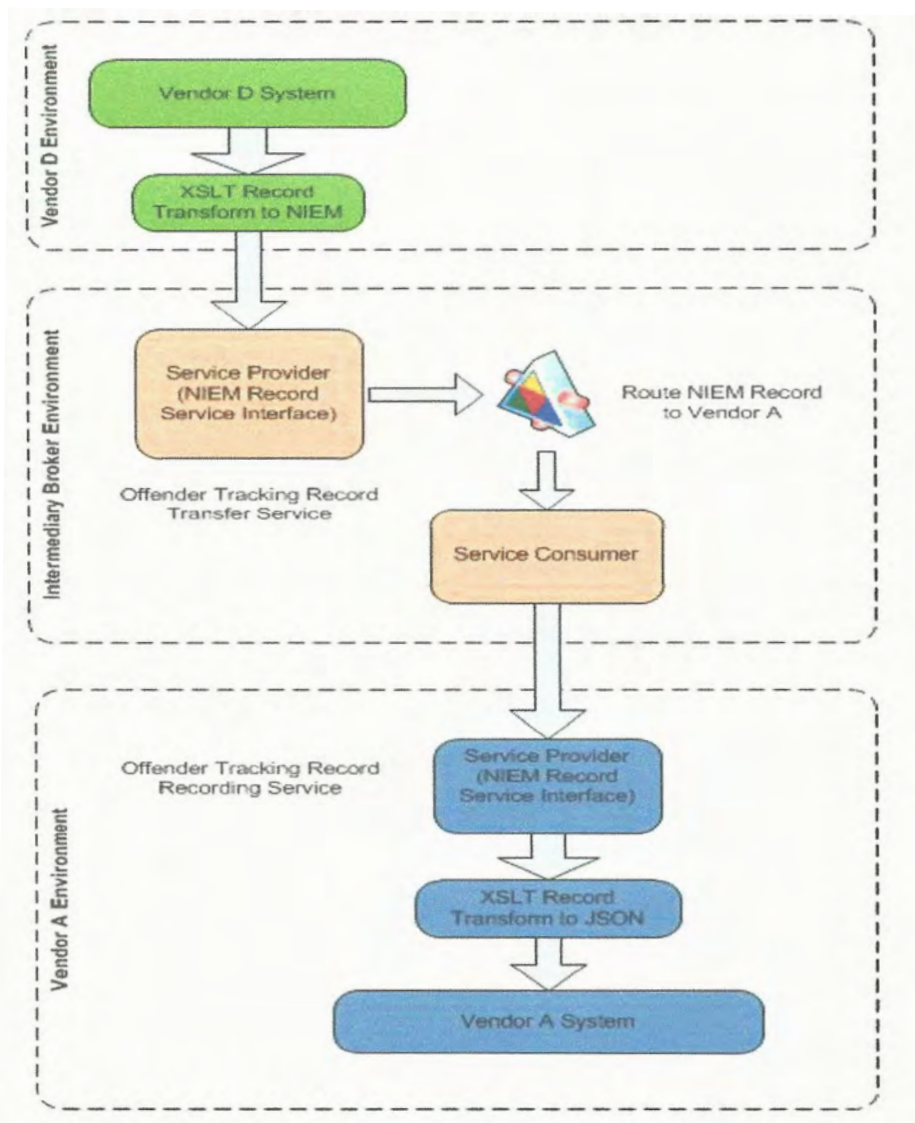 Vendor D Environment
Vendor D System
XSLT Record
Transform to NIEM
Intermediary Broker Environment
Service Provider
(NIEM Record
Service Interface)
Route NIEM Record
to Vendor A
Offender Tracking Record
Transfer Service
Service Consumer
Vendor A Environment
Offender Tracking Record
Recording Service
Service Provider
(NIEM Record
Service Interface)
XSLT Record
Transform to JSON
Vendor A System